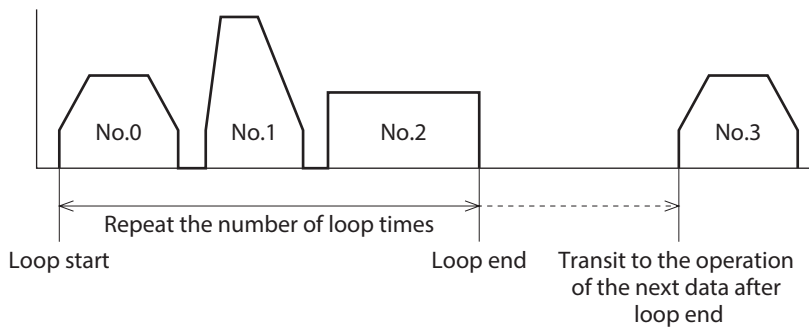 No.0
No.1
No.2
No.3
Repeat the number of loop times
Loop start
Loop end
Transit to the operation
of the next data after
loop end